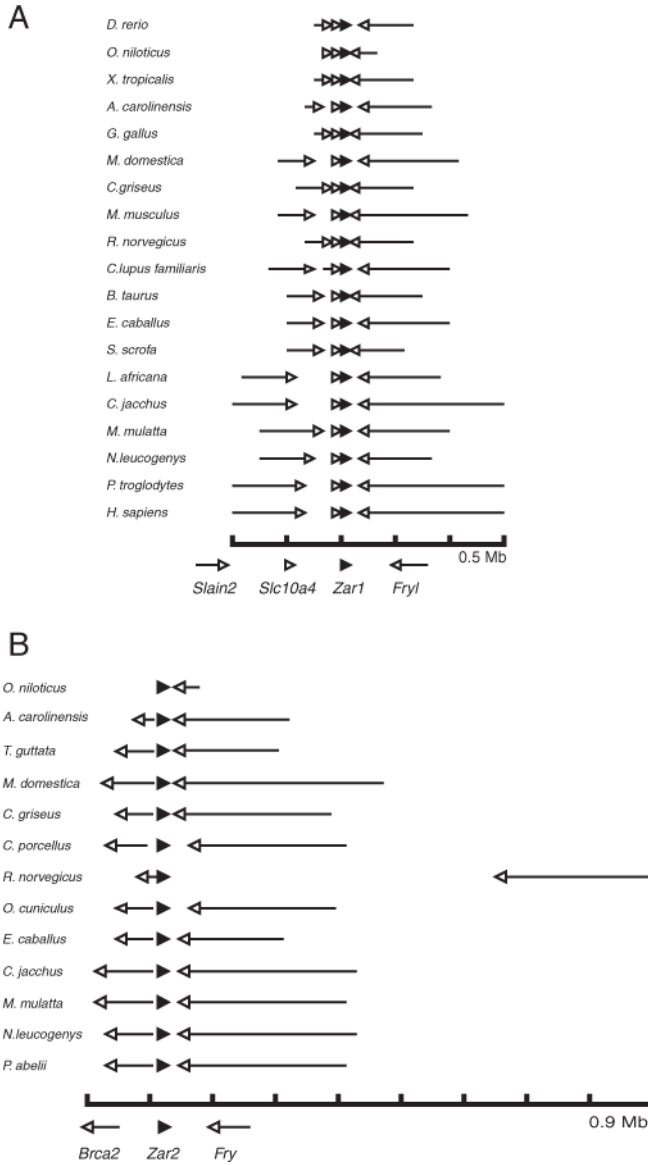 A
D. rerio
O. niloticus
X. tropicalis
A. carolinensis
G. gallus
M. domestica
C.griseus
M. musculus
R. norvegicus
C.lupus familiaris
B. taurus
E. caballus
S. scrofa
L. africana
C. jacchus
M. mulatta
N.leucogenys
P. troglodytes
H. sapiens
0.5 Mb
Slain2 Slc10a4 Zar1 Fryl
B
O. niloticus
A. carolinensis
T. guttata
M. domestica
C. griseus
C. porcellus
R. norvegicus
O. cuniculus
E. caballus
C. jacchus
M. mulatta
N.leucogenys
P. abelii
0.9 Mb
Brca2 Zar2 Fry